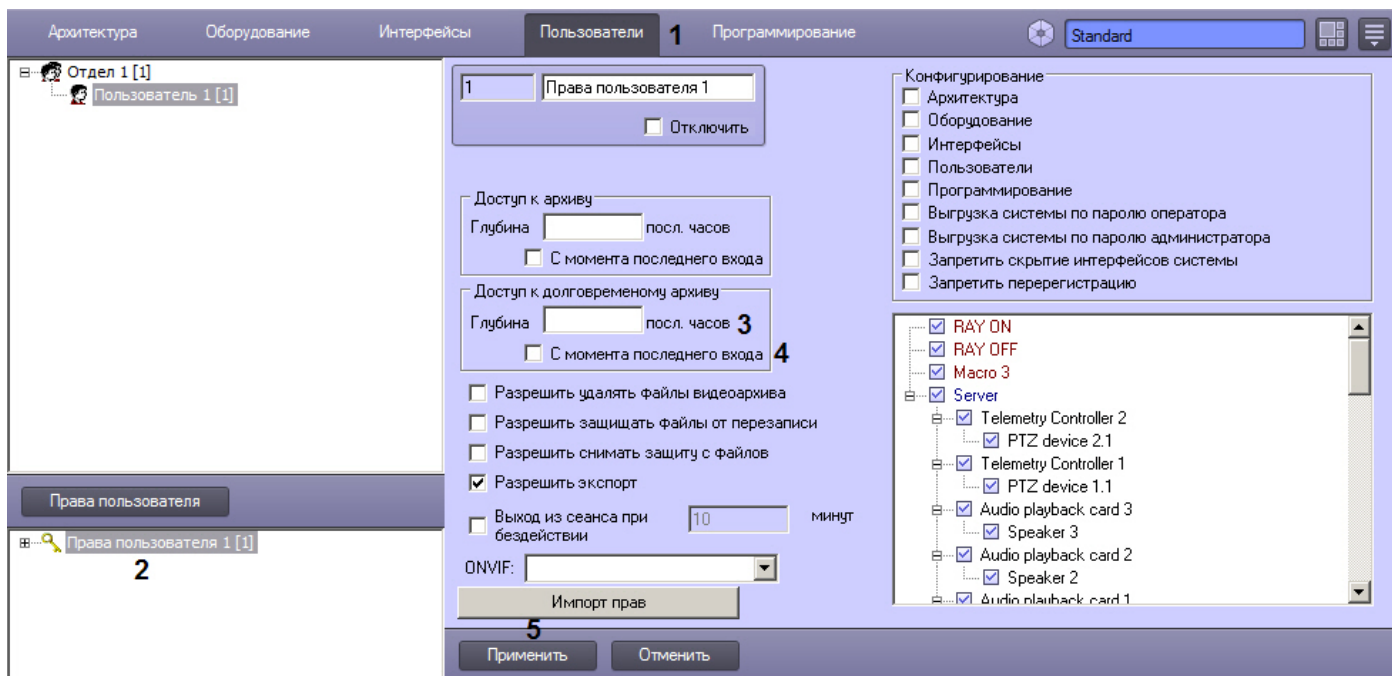 Архитектура Оборудование Интерфейсы Пользователи 1 Программирование Standard
Отдел 1 [1]
Пользователь 1 [1]
1 Права пользователя 1
Отключить
Доступ к архиву
Глубина посл. часов
С момента последнего входа
Доступ к долговременому архиву
Глубина посл. часов 3
С момента последнего входа 4
Разрешить удалять файлы видеоархива
Разрешить защищать файлы от перезаписи
Разрешить снимать защиту с файлов
Разрешить экспорт
Выход из сеанса при 10 минут
бездействии
ONVIF:
Импорт прав
5
Применить Отменить
Конфигурирование
Архитектура
Оборудование
Интерфейсы
Пользователи
Программирование
Выгрузка системы по паролю оператора
Выгрузка системы по паролю администратора
Запретить скрытие интерфейсов системы
Запретить перерегистрацию
RAY ON
RAY OFF
Macro 3
Server
Telemetry Controller 2
PTZ device 2.1
Telemetry Controller 1
PTZ device 1.1
Audio playback card 3
Speaker 3
Audio playback card 2
Speaker 2
Audio playback card 1
Права пользователя
Права пользователя 1 [1]
2